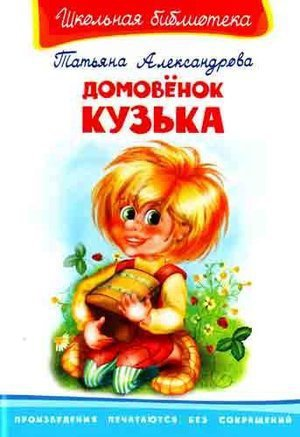 Школьная библиотека
Татьяна Александрова
ДОМОВЁНОК
КУЗЬКА
ПРОИЗВЕДЕНИЯ ПЕЧАТАЮТСЯ БЕЗ СОКРАЩЕНИЙ